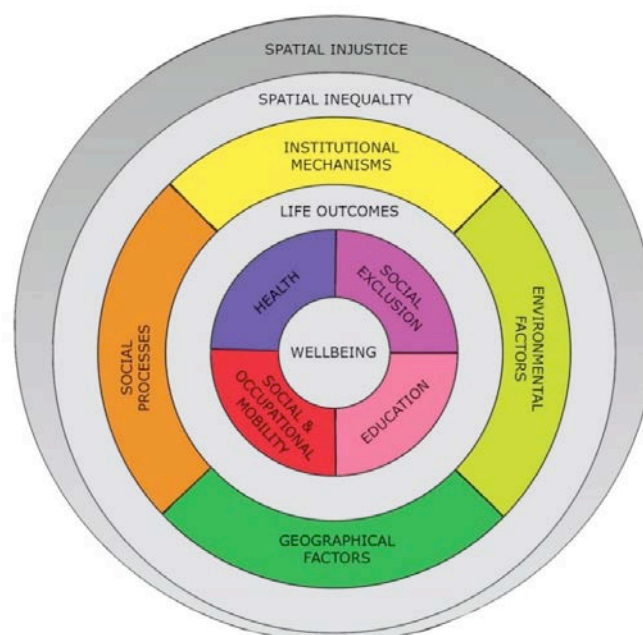 SPATIAL INJUSTICE
SPATIAL INEQUALITY
INSTITUTIONAL
MECHANISMS
LIFE OUTCOMES
HEALTH
SOCIAL
EXCLUSION
SOCIAL
PROCESSES
ENVIRONMENTAL
FACTORS
WELLBEING
SOCIAL &
OCCUPATIONAL
MOBILITY
EDUCATION
GEOGRAPHICAL
FACTORS